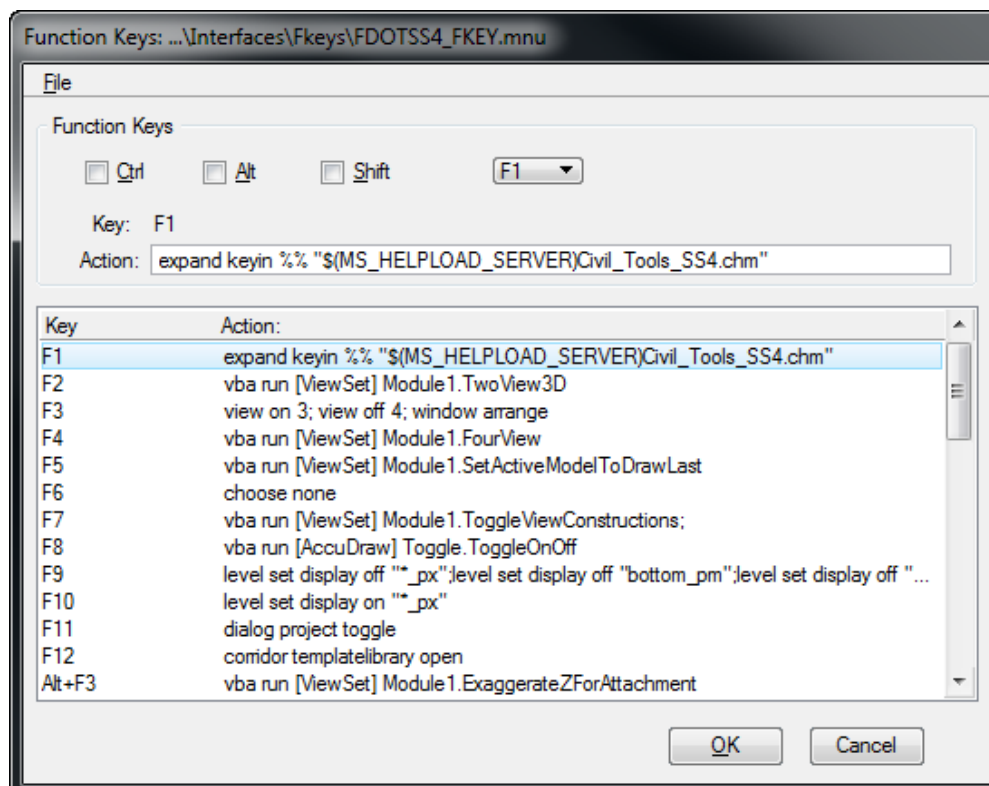 Function Keys: ...\Interfaces\Fkeys\FDOTSS4_FKEY.mnu
File
Function Keys
Ctrl Alt Shift F1
Key: F1
Action: expand keyin %% "$(MS_HELPLOAD_SERVER)Civil_Tools_SS4.chm"
Key Action:
F1 expand keyin %% "$(MS_HELPLOAD_SERVER)Civil_Tools_SS4.chm"
F2 vba run [ViewSet] Module1.TwoView3D
F3 view on 3; view off 4; window arrange
F4 vba run [ViewSet] Module1.FourView
F5 vba run [ViewSet] Module1.SetActiveModelToDrawLast
F6 choose none
F7 vba run [ViewSet] Module1.ToggleViewConstructions;
F8 vba run [AccuDraw] Toggle.ToggleOnOff
F9 level set display off "*_px";level set display off "bottom_pm";level set display off "...
F10 level set display on "*_px"
F11 dialog project toggle
F12 corridor templatelibrary open
Alt+F3 vba run [ViewSet] Module1.ExaggerateZForAttachment
OK Cancel